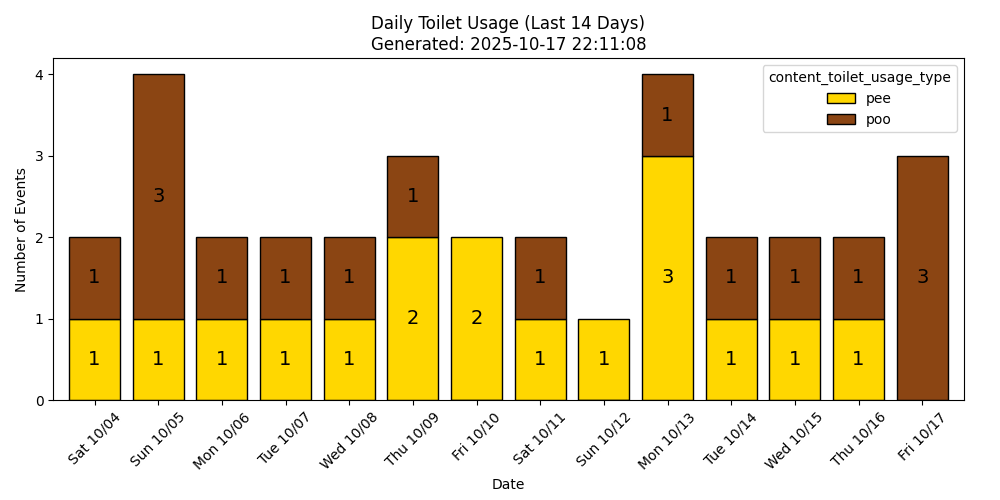 Daily Toilet Usage (Last 14 Days)
Generated: 2025-10-17 22:11:08
content_toilet_usage_type
pee
poo
Number of Events
4
3
2
1
0
1 3 1 1 1 1 1 1 1 1 1 3
1 1 1 1 1 2 2 1 1 3 1 1 1
Sat 10/04
Sun 10/05
Mon 10/06
Tue 10/07
Wed 10/08
Thu 10/09
Fri 10/10
Sat 10/11
Sun 10/12
Mon 10/13
Tue 10/14
Wed 10/15
Thu 10/16
Fri 10/17
Date